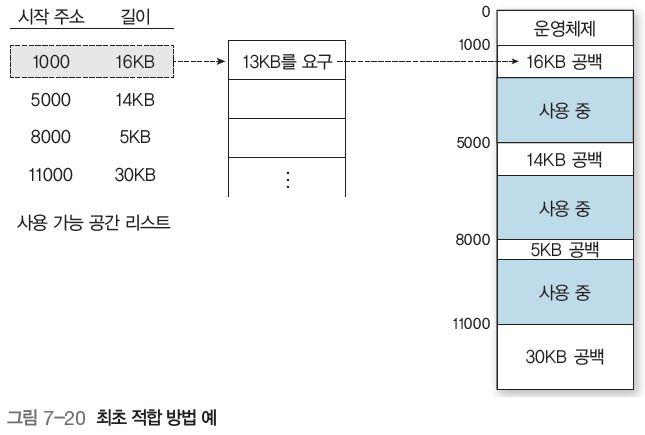 시작 주소 길이
1000 16KB
5000 14KB
8000 5KB
11000 30KB
사용 가능 공간 리스트
13KB를 요구
⋮
0
운영체제
1000
16KB 공백
사용 중
5000
14KB 공백
사용 중
8000
5KB 공백
사용 중
11000
30KB 공백
그림 7-20 최초 적합 방법 예